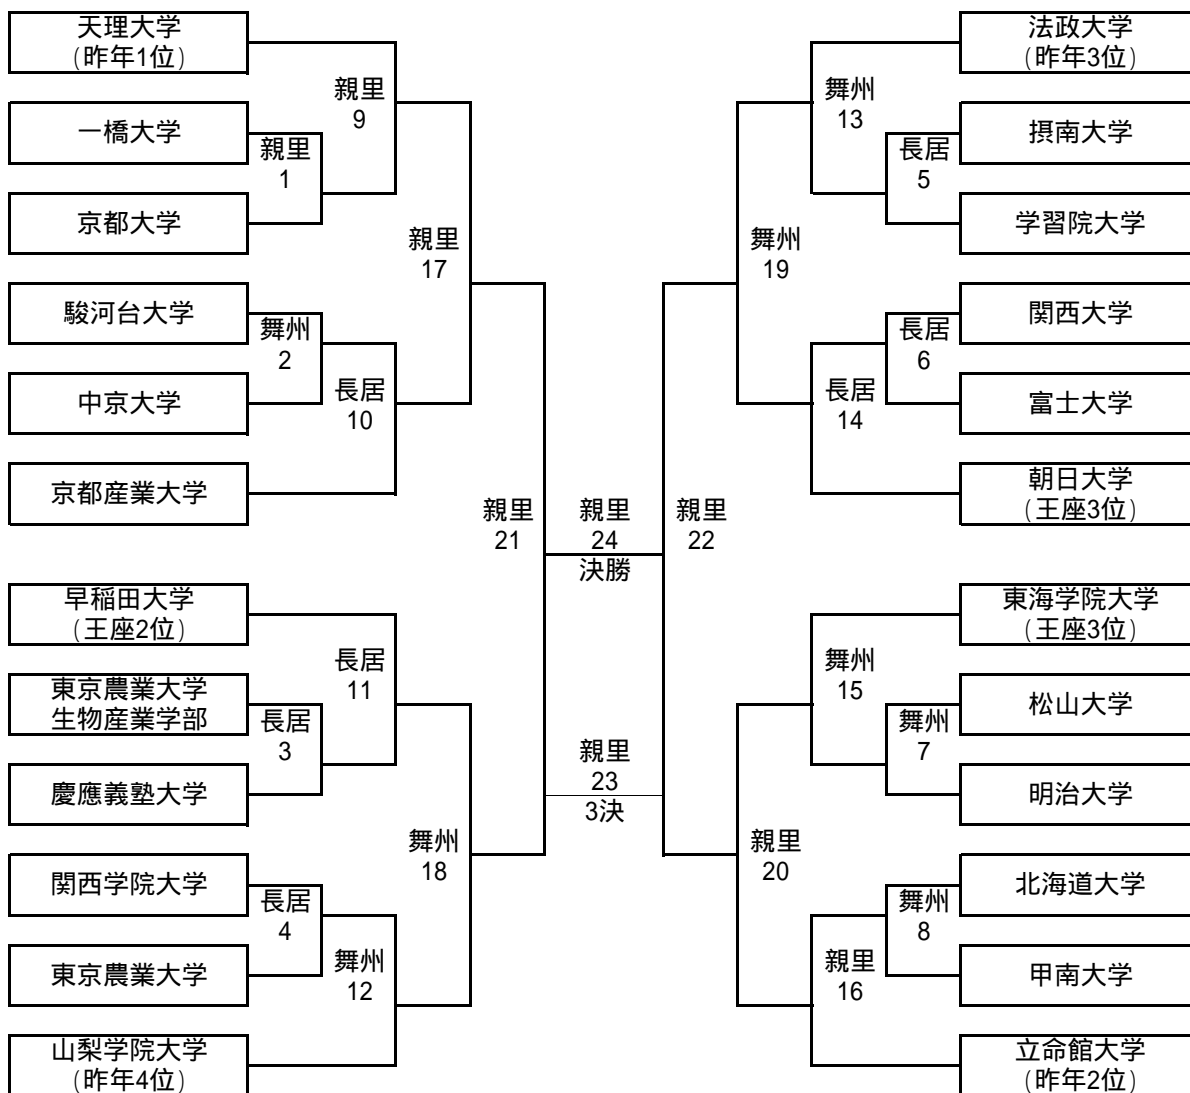 天理大学
(昨年1位)
一橋大学
京都大学
駿河台大学
中京大学
京都産業大学
早稲田大学
(王座2位)
東京農業大学
生物産業学部
慶應義塾大学
関西学院大学
東京農業大学
山梨学院大学
(昨年4位)
親里
1
舞州
2
長居
3
長居
4
親里
9
長居
10
長居
11
舞州
12
親里
17
舞州
18
親里
21
親里
24
決勝
親里
23
3決
親里
22
舞州
19
親里
20
舞州
13
長居
14
舞州
15
親里
16
長居
5
長居
6
舞州
7
舞州
8
法政大学
(昨年3位)
摂南大学
学習院大学
関西大学
富士大学
朝日大学
(王座3位)
東海学院大学
(王座3位)
松山大学
明治大学
北海道大学
甲南大学
立命館大学
(昨年2位)